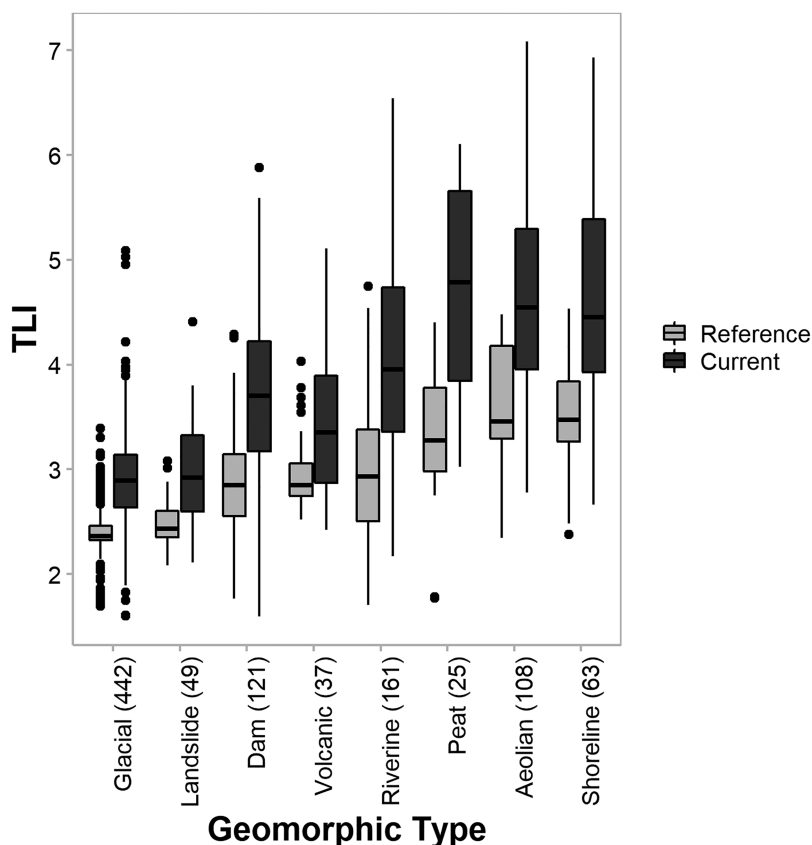 7
6
5
4
3
2
TLI
Reference
Current
Glacial (442)
Landslide (49)
Dam (121)
Volcanic (37)
Riverine (161)
Peat (25)
Aeolian (108)
Shoreline (63)
Geomorphic Type